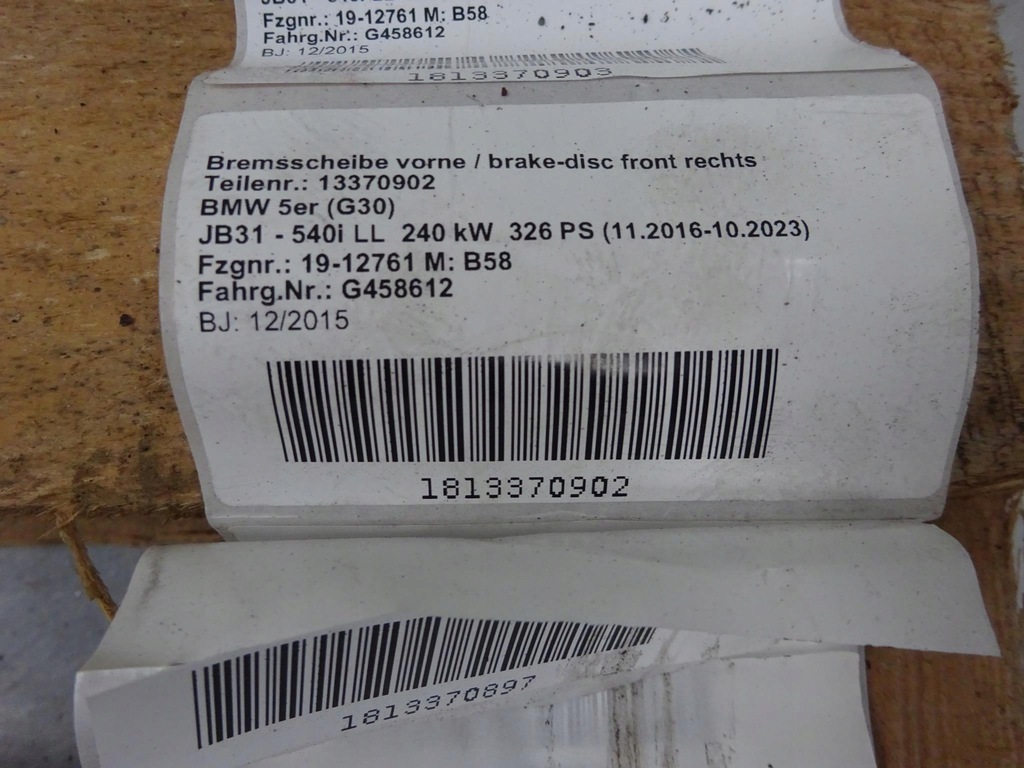 Fzgnr.: 19-12761 M: B58
Fahrg.Nr.: G458612
BJ: 12/2015
1813370903
Bremsscheibe vorne / brake-disc front rechts
Teilenr.: 13370902
BMW 5er (G30)
JB31 - 540i LL 240 kW 326 PS (11.2016-10.2023)
Fzgnr.: 19-12761 M: B58
Fahrg.Nr.: G458612
BJ: 12/2015
1813370902
1813370897